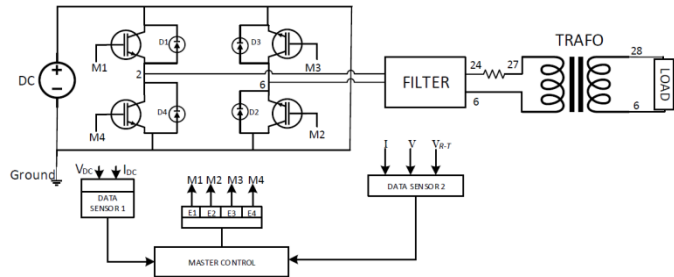 D1
D3
M1
M3
DC
2
6
24
27
TRAFO
28
FILTER
LOAD
6
6
D4
D2
M4
M2
Ground
VDC IDC
M1 M2 M3 M4
I V VR-T
DATA
SENSOR 1
E1 E2 E3 E4
DATA SENSOR 2
MASTER CONTROL